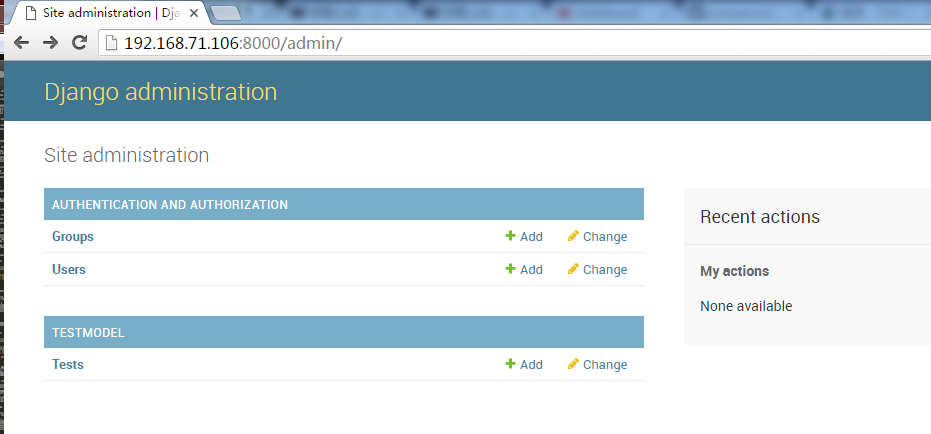 Site administration | Dja
192.168.71.106:8000/admin/
Django administration
Site administration
AUTHENTICATION AND AUTHORIZATION
Groups Add Change
Users Add Change
TESTMODEL
Tests Add Change
Recent actions
My actions
None available